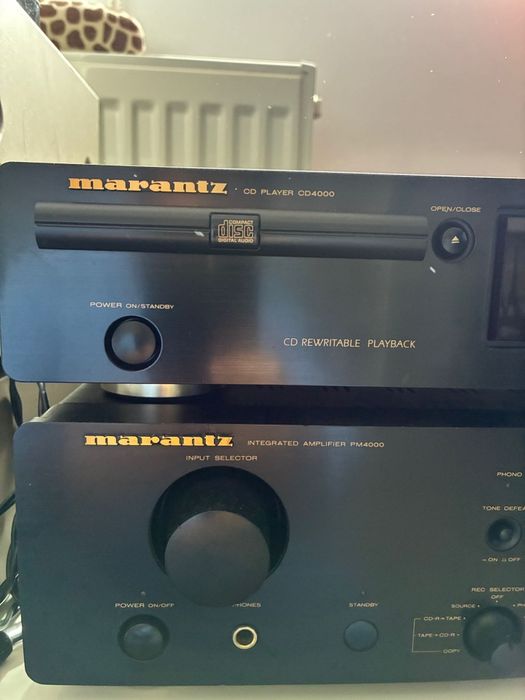 marantz CD PLAYER CD4000
OPEN/CLOSE
COMPACT
disc
DIGITAL AUDIO
POWER ON/STANDBY
CD REWRITABLE PLAYBACK
marantz INTEGRATED AMPLIFIER PM4000
INPUT SELECTOR
PHONO
TONE DEFEA
ON OFF
REC SELECTOR
OFF
SOURCE
CD-R TAPE
TAPE CD-R
COPY
POWER ON/OFF
HONES
STANDBY